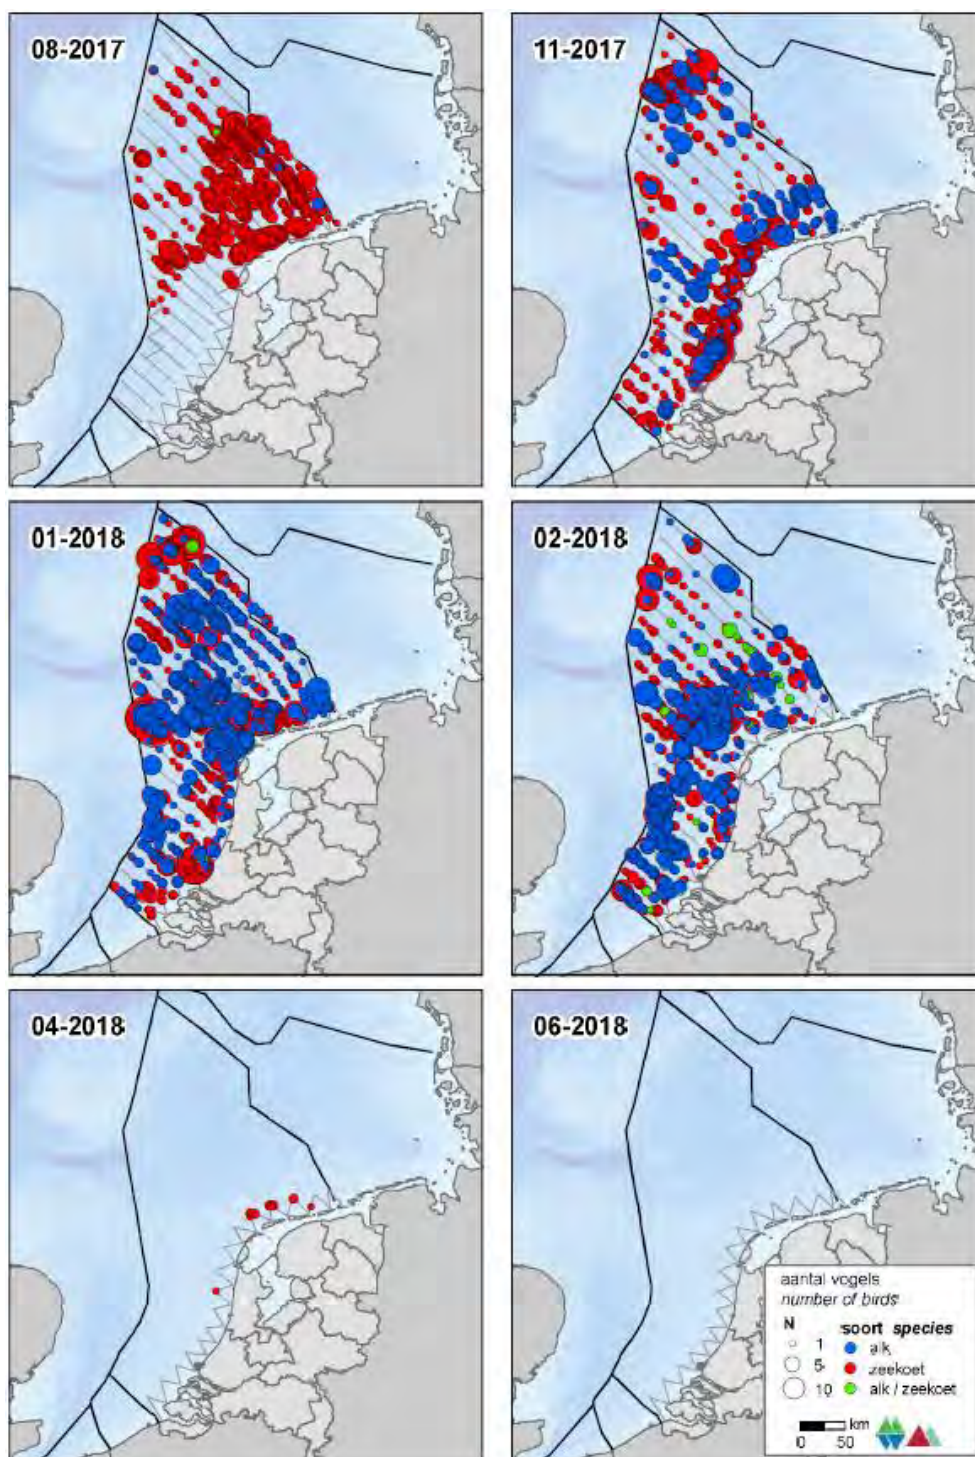 08-2017
11-2017
01-2018
02-2018
04-2018
06-2018
aantal vogels
number of birds
N
1
5
10
soort species
alk
zeekoet
alk / zeekoet
km
0 50